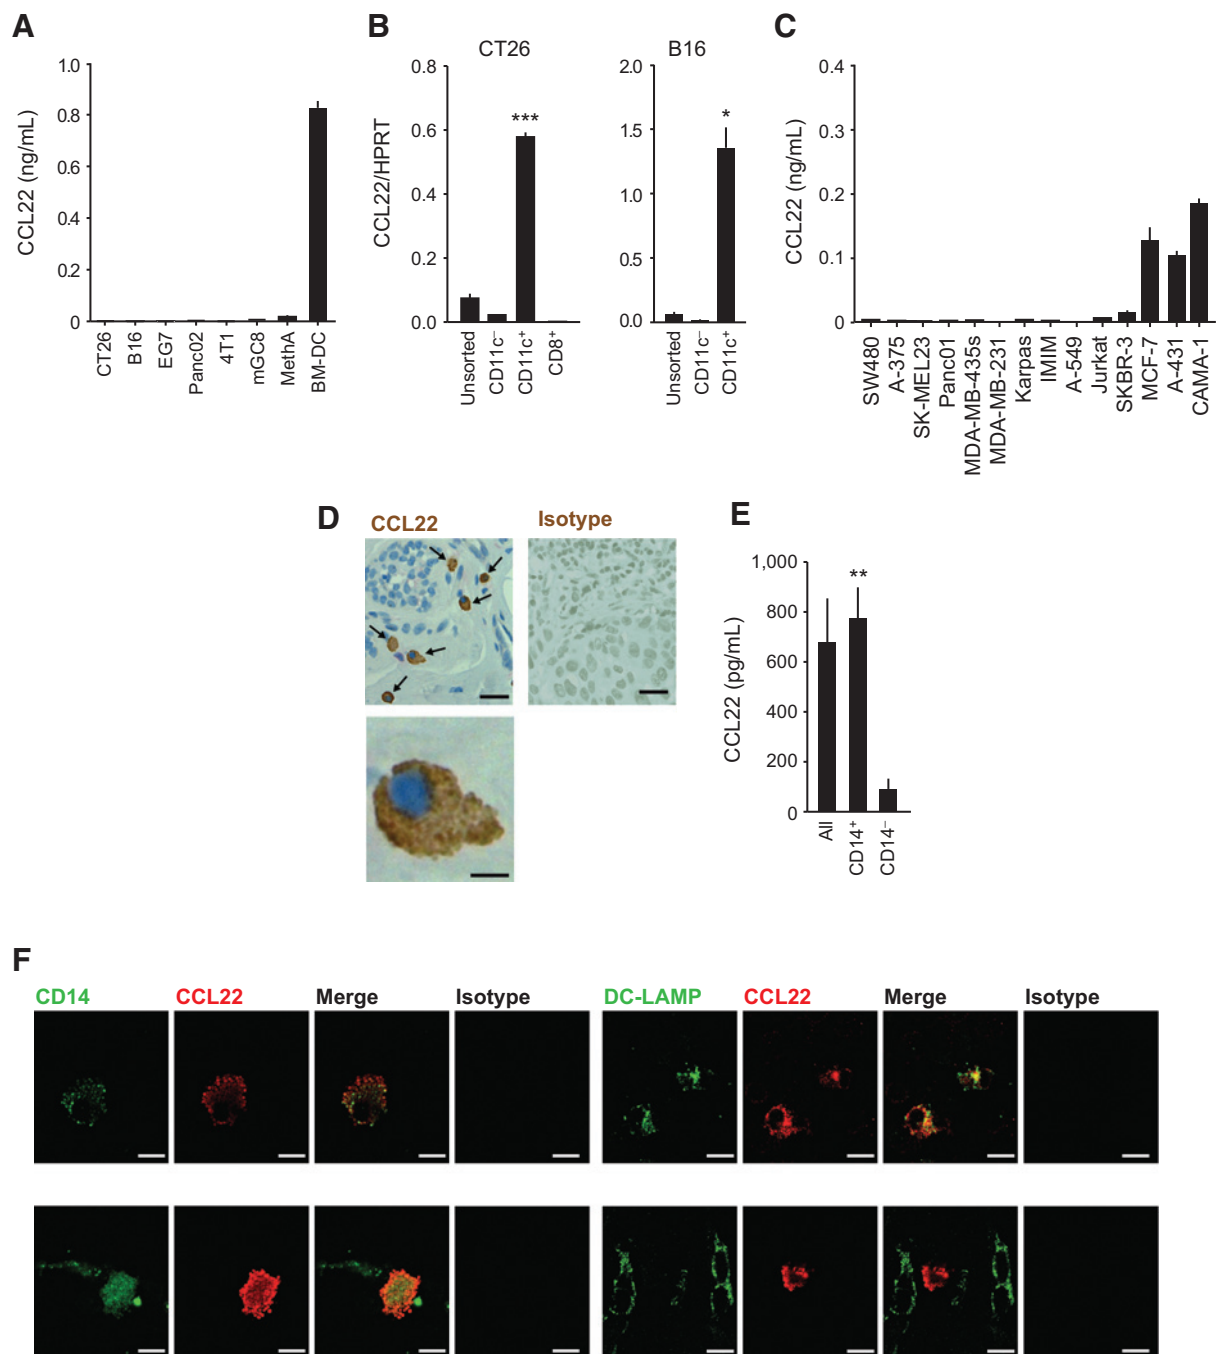 A
CCL22 (ng/mL)
1.0
0.8
0.6
0.4
0.2
0
CT26
B16
EG7
Panc02
4T1
mGC8
MethA
BM-DC
B
CT26
CCL22/HPRT
0.8
0.6
0.4
0.2
0.0
***
Unsorted
CD11c⁻
CD11c⁺
CD8⁺
B16
2.0
1.5
1.0
0.5
0.0
*
Unsorted
CD11c⁻
CD11c⁺
C
CCL22 (ng/mL)
0.4
0.3
0.2
0.1
0
SW480
A-375
SK-MEL23
Panc01
MDA-MB-435s
MDA-MB-231
Karpas
IMIM
A-549
Jurkat
SKBR-3
MCF-7
A-431
CAMA-1
D
CCL22
Isotype
E
CCL22 (pg/mL)
1,000
800
600
400
200
0
**
All
CD14⁺
CD14⁻
F
CD14 CCL22 Merge Isotype DC-LAMP CCL22 Merge Isotype